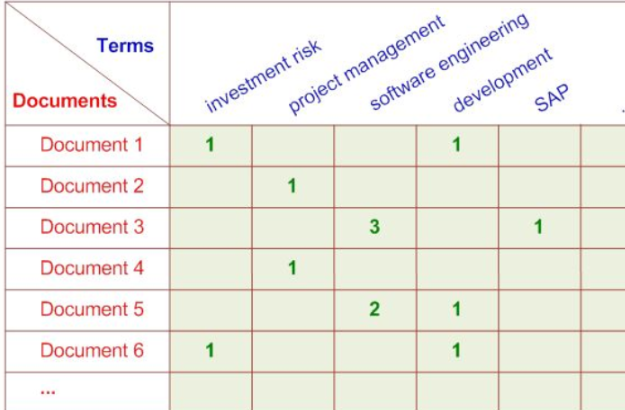 Terms
Documents
investment risk
project management
software engineering
development
SAP
Document 1 1 1
Document 2 1
Document 3 3 1
Document 4 1
Document 5 2 1
Document 6 1 1
...